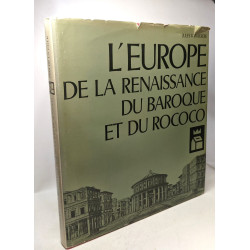 L'EUROPE
DE LA RENAISSANCE
DU BAROQUE
ET DU ROCOCO